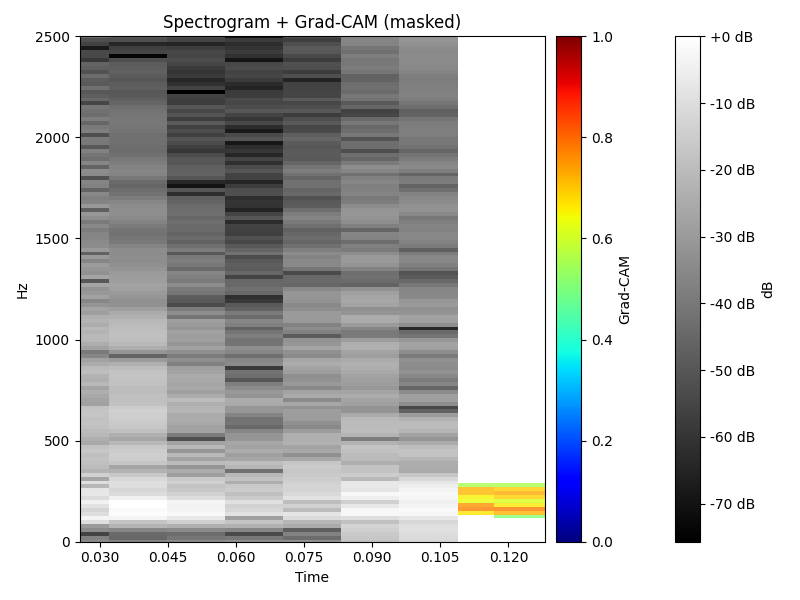 Spectrogram + Grad-CAM (masked)
2500
2000
1500
1000
500
0
Hz
0.030
0.045
0.060
0.075
0.090
0.105
0.120
Time
1.0
0.8
0.6
0.4
0.2
0.0
Grad-CAM
+0 dB
-10 dB
-20 dB
-30 dB
-40 dB
-50 dB
-60 dB
-70 dB
dB